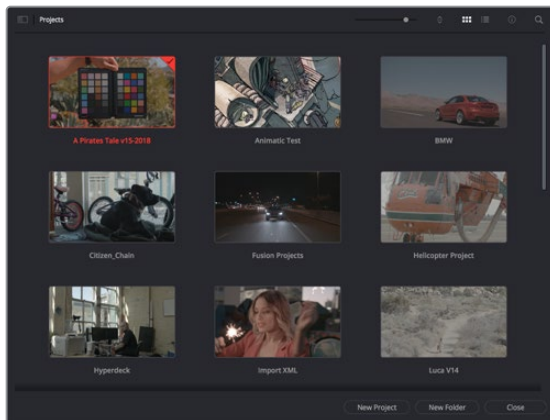 Projects
A Pirates Tale v15-2018
Animatic Test
BMW
Citizen_Chain
Fusion Projects
Helicopter Project
Hyperdeck
Import XML
Luca V14
New Project
New Folder
Close